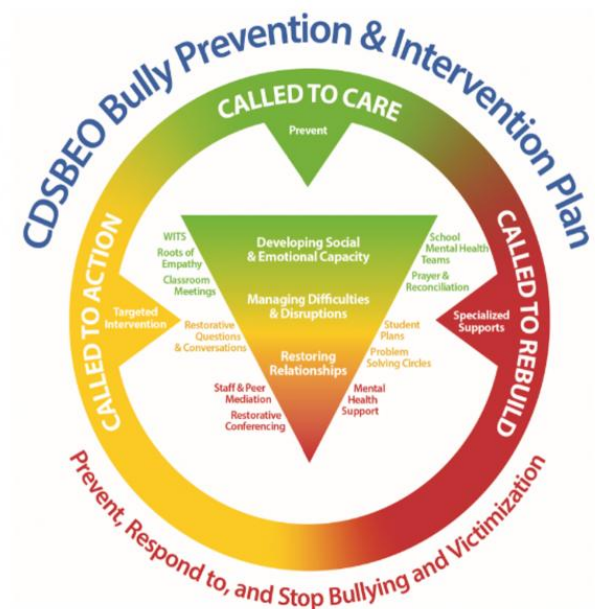 CDSBEO Bully Prevention & Intervention Plan
CALLED TO CARE
Prevent
CALLED TO ACTION
Targeted
Intervention
CALLED TO REBUILD
Specialized
Supports
WITS
Roots of
Empathy
Classroom
Meetings
Restorative
Questions
& Conversations
Staff & Peer
Mediation
Restorative
Conferencing
Developing Social
& Emotional Capacity
Managing Difficulties
& Disruptions
Restoring
Relationships
School
Mental Health
Teams
Prayer &
Reconciliation
Student
Plans
Problem
Solving Circles
Mental
Health
Support
Prevent, Respond to, and Stop Bullying and Victimization